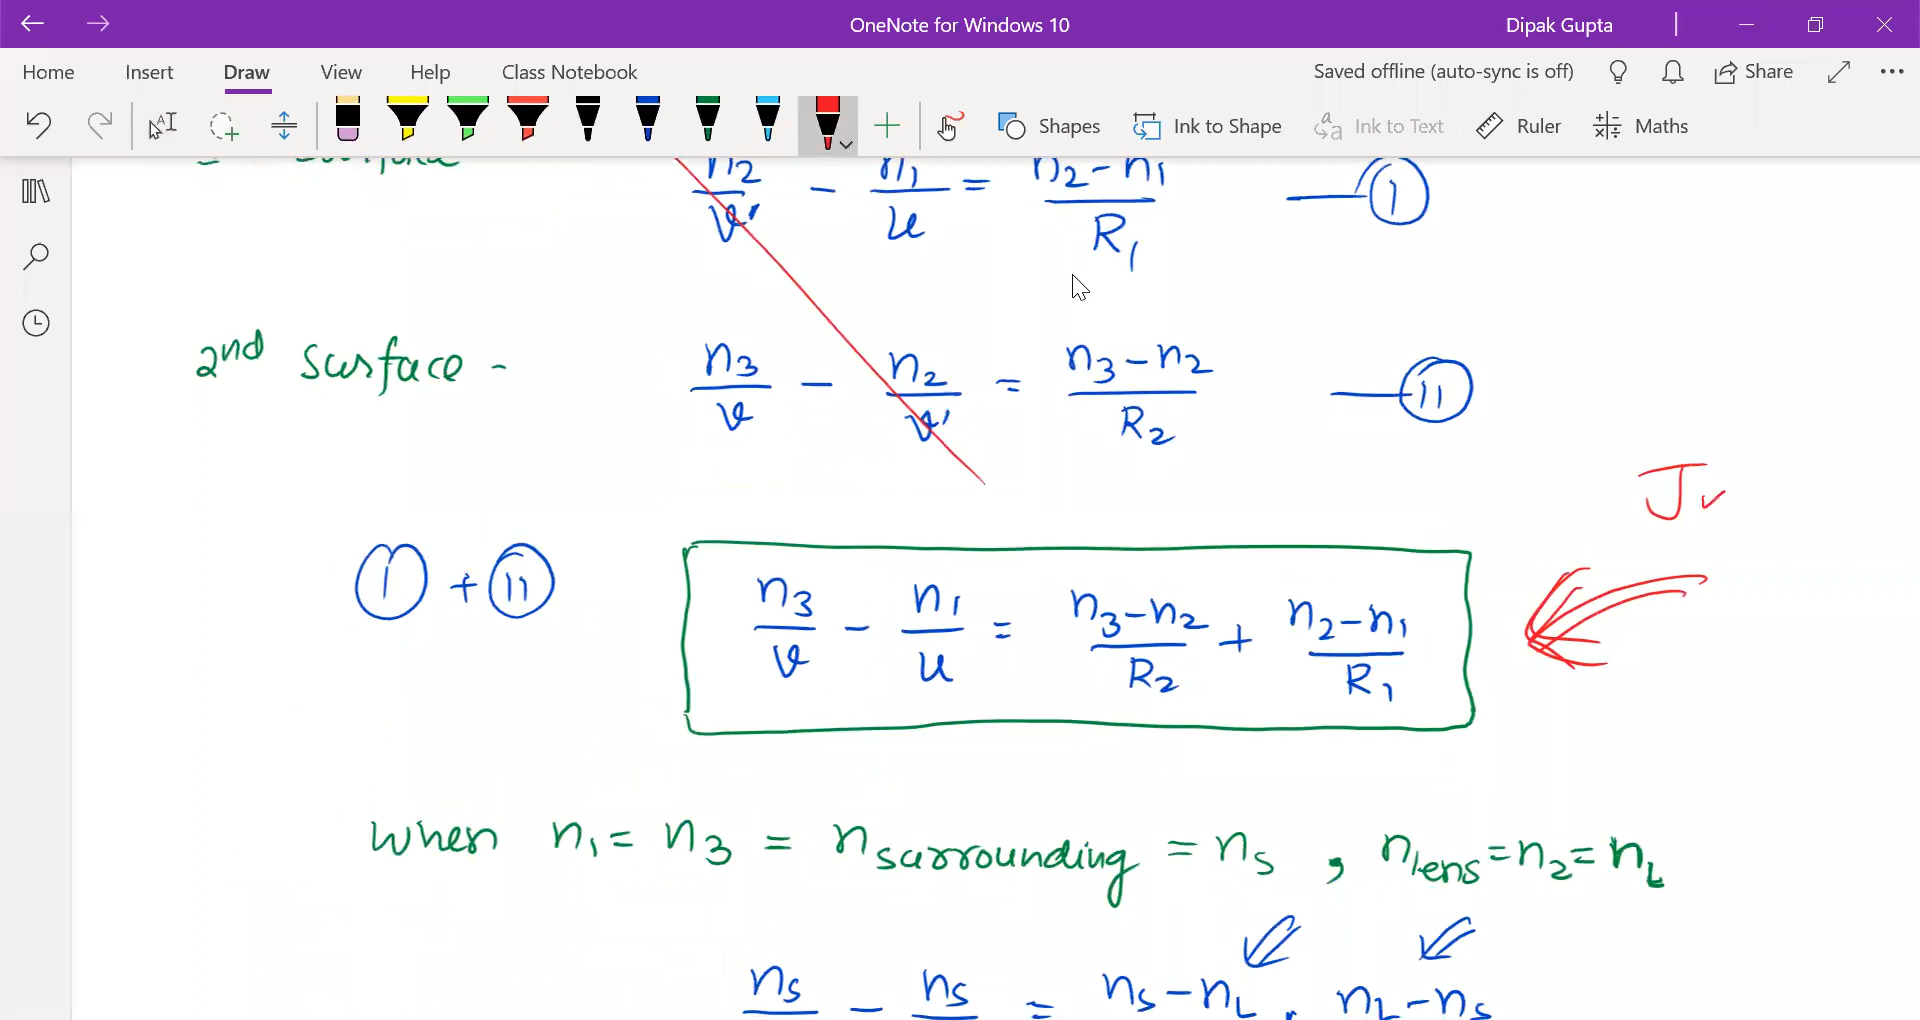 OneNote for Windows 10 Dipak Gupta
Home Insert Draw View Help Class Notebook Saved offline (auto-sync is off) Share
Shapes Ink to Shape Ink to Text Ruler Maths
surface n2/v' - n1/u = (n2-n1)/R1 — (I)
2nd surface - n3/v - n2/v' = (n3-n2)/R2 — (II)
J
(I) + (II) n3/v - n1/u = (n3-n2)/R2 + (n2-n1)/R1
when n1 = n3 = nsurrounding = ns , nlens = n2 = nL
ns - ns = ns-nL nL-ns